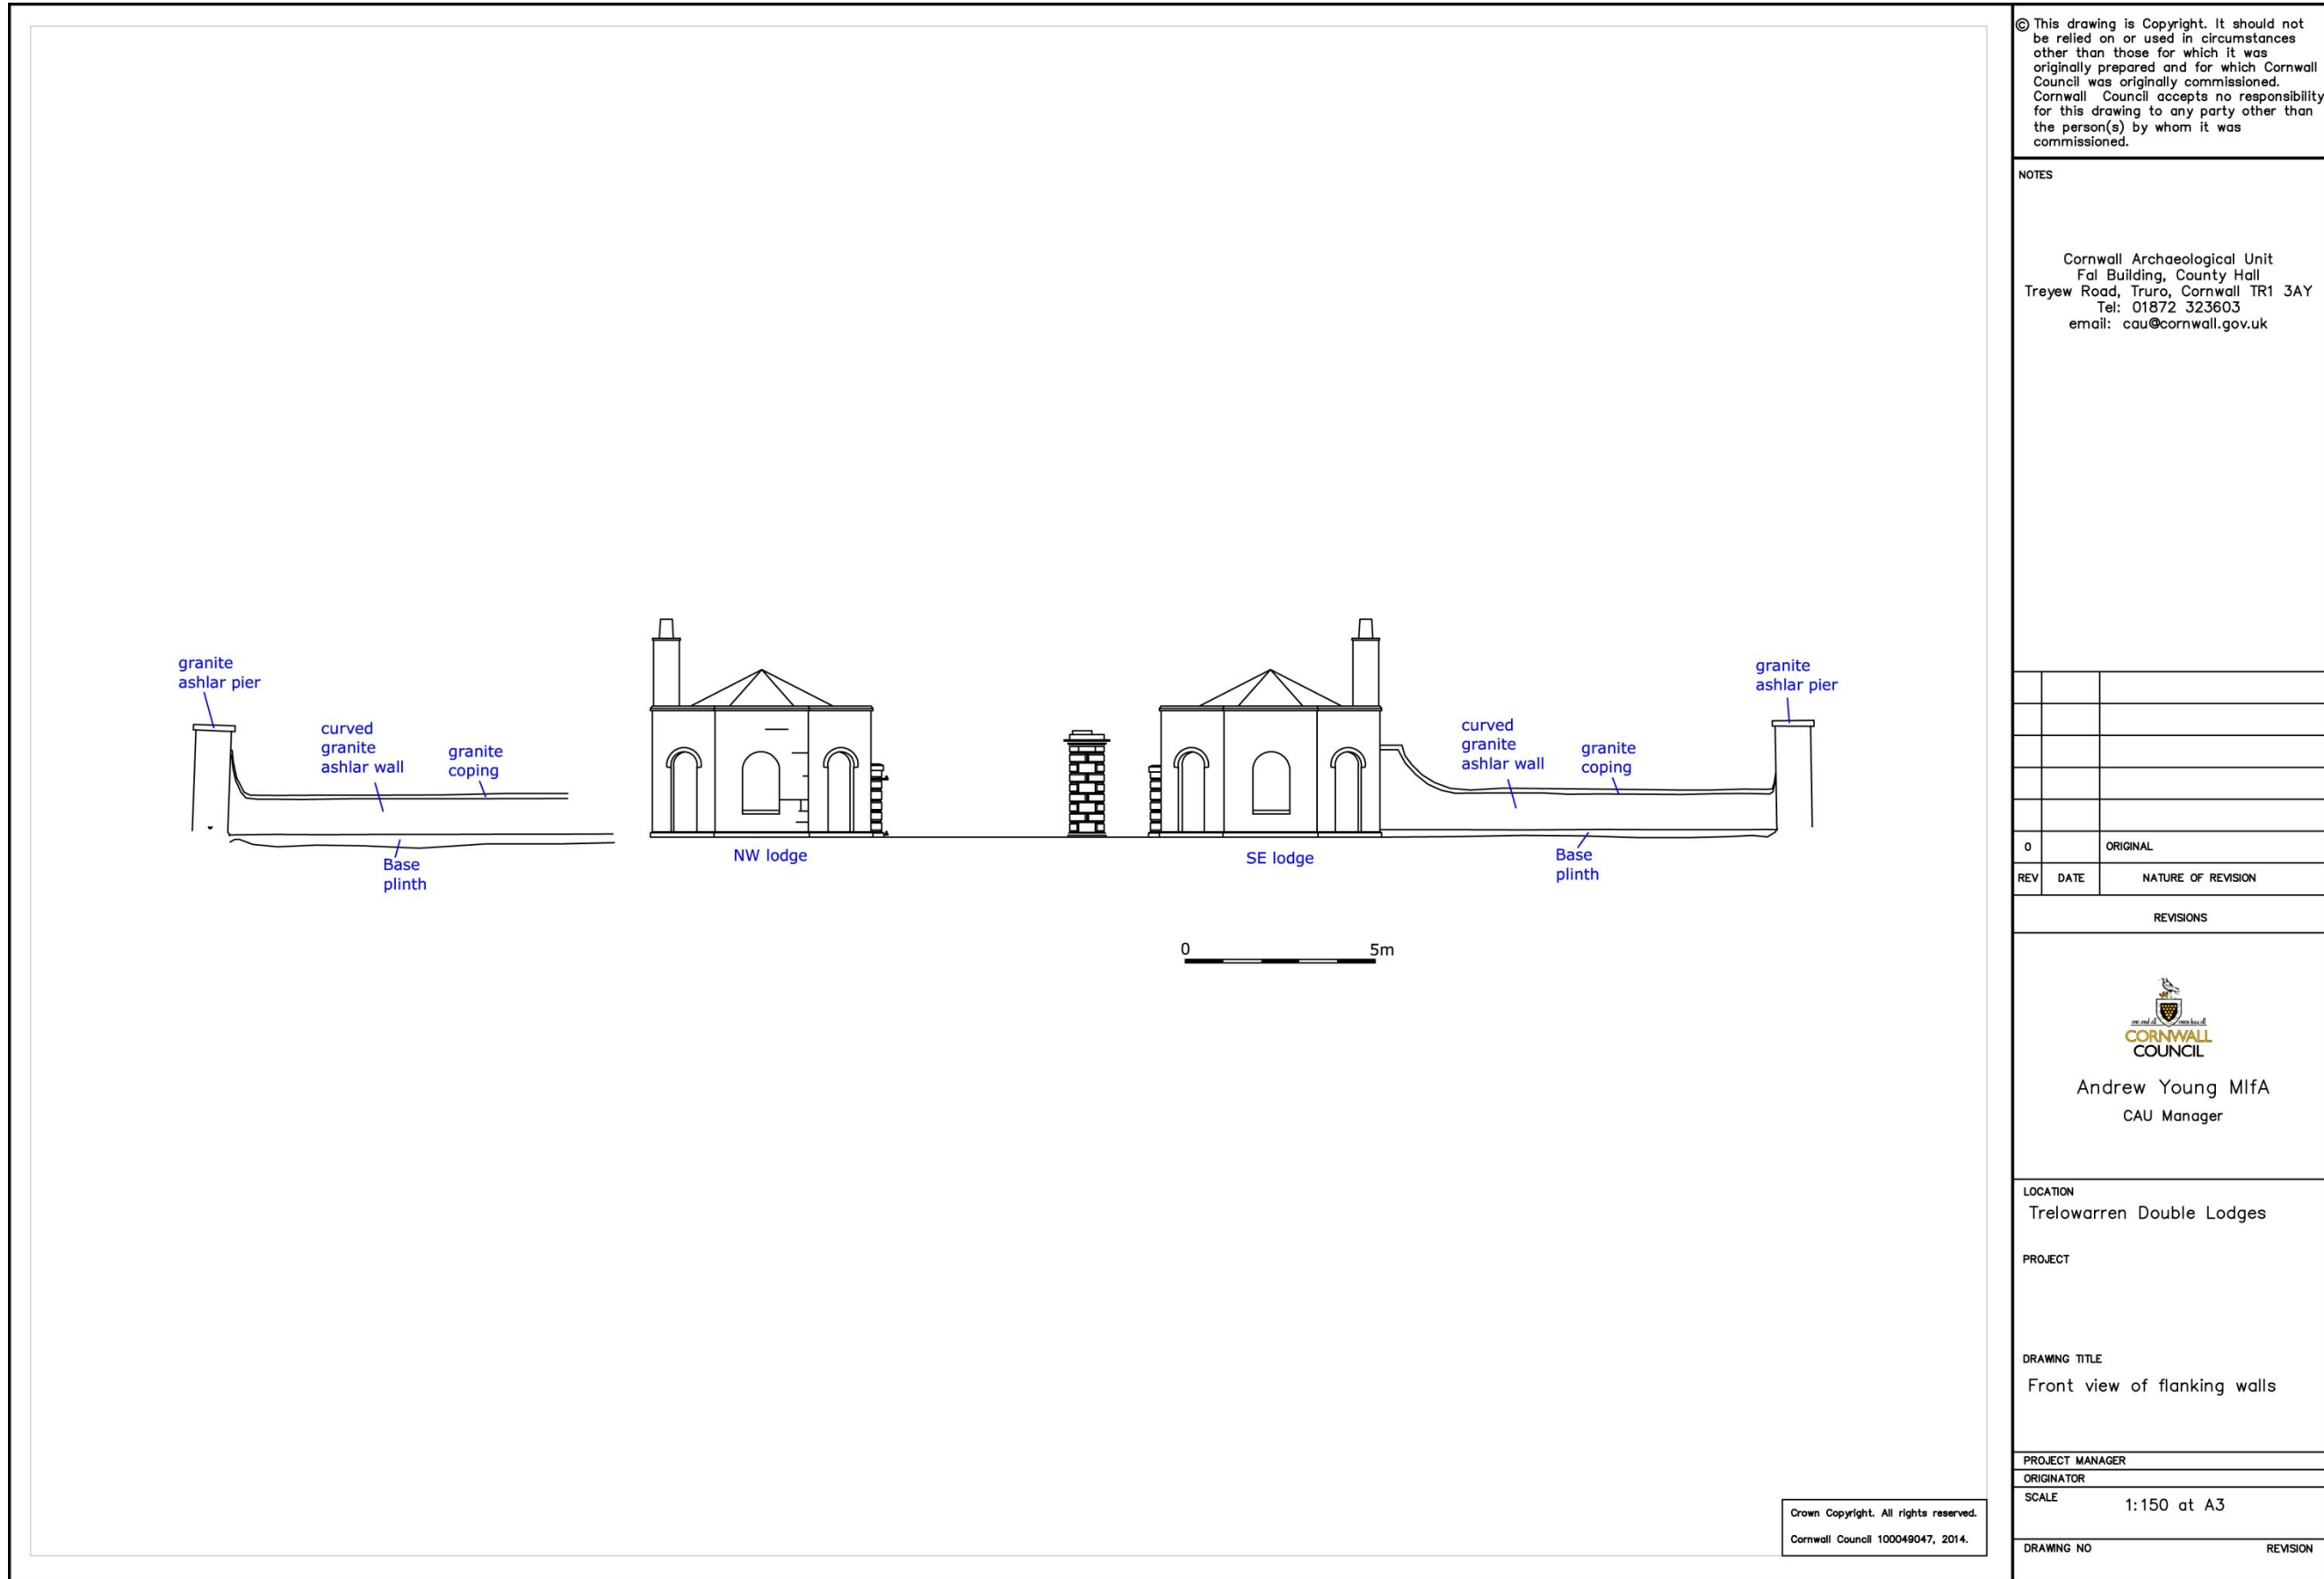 granite
ashlar pier
curved
granite
ashlar wall
granite
coping
Base
plinth
NW lodge
SE lodge
curved
granite
ashlar wall
granite
coping
granite
ashlar pier
Base
plinth
0 5m
Crown Copyright. All rights reserved.
Cornwall Council 100049047, 2014.
© This drawing is Copyright. It should not
be relied on or used in circumstances
other than those for which it was
originally prepared and for which Cornwall
Council was originally commissioned.
Cornwall Council accepts no responsibility
for this drawing to any party other than
the person(s) by whom it was
commissioned.
NOTES
Cornwall Archaeological Unit
Fal Building, County Hall
Treyew Road, Truro, Cornwall TR1 3AY
Tel: 01872 323603
email: cau@cornwall.gov.uk
0 ORIGINAL
REV DATE NATURE OF REVISION
REVISIONS
one and all
CORNWALL
COUNCIL
Andrew Young MIfA
CAU Manager
LOCATION
Trelowarren Double Lodges
PROJECT
DRAWING TITLE
Front view of flanking walls
PROJECT MANAGER
ORIGINATOR
SCALE 1:150 at A3
DRAWING NO REVISION